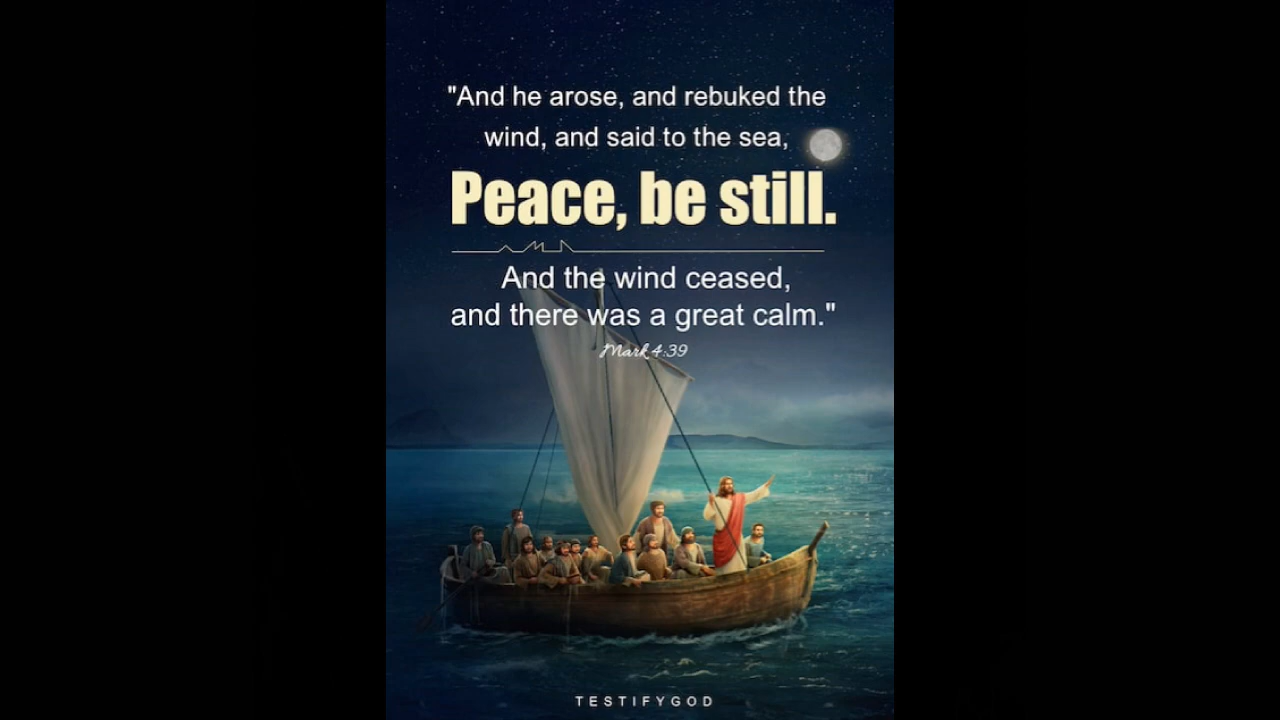 "And he arose, and rebuked the
wind, and said to the sea,
Peace, be still.
And the wind ceased,
and there was a great calm."
Mark 4:39
TESTIFYGOD